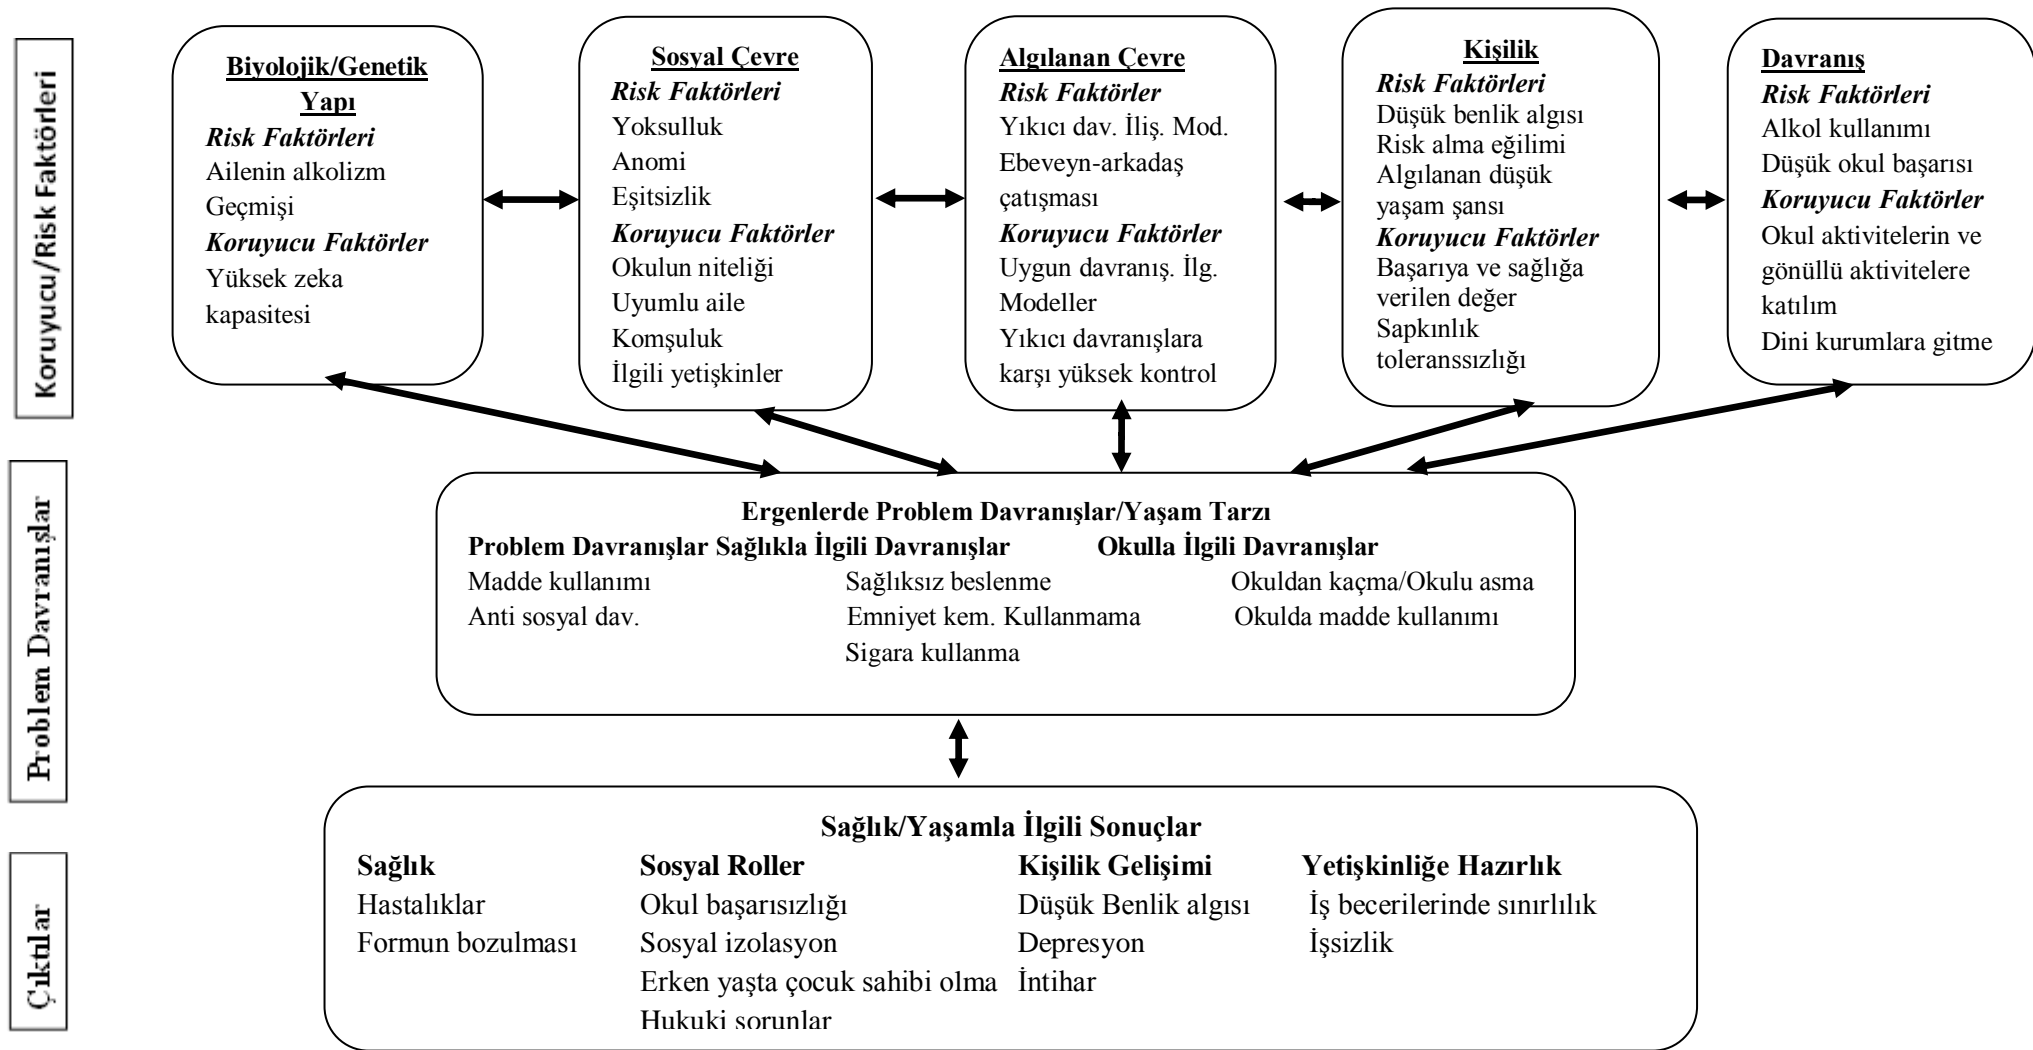 Koruyucu/Risk Faktörleri
Biyolojik/Genetik
Yapı
Risk Faktörleri
Ailenin alkolizm
Geçmişi
Koruyucu Faktörler
Yüksek zeka
kapasitesi
Sosyal Çevre
Risk Faktörleri
Yoksulluk
Anomi
Eşitsizlik
Koruyucu Faktörler
Okulun niteliği
Uyumlu aile
Komşuluk
İlgili yetişkinler
Algılanan Çevre
Risk Faktörler
Yıkıcı dav. İliş. Mod.
Ebeveyn-arkadaş
çatışması
Koruyucu Faktörler
Uygun davranış. İlg.
Modeller
Yıkıcı davranışlara
karşı yüksek kontrol
Kişilik
Risk Faktörleri
Düşük benlik algısı
Risk alma eğilimi
Algılanan düşük
yaşam şansı
Koruyucu Faktörler
Başarıya ve sağlığa
verilen değer
Sapkınlık
toleranssızlığı
Davranış
Risk Faktörleri
Alkol kullanımı
Düşük okul başarısı
Koruyucu Faktörler
Okul aktivitelerin ve
gönüllü aktivitelere
katılım
Dini kurumlara gitme
Problem Davranışlar
Ergenlerde Problem Davranışlar/Yaşam Tarzı
Problem Davranışlar Sağlıkla İlgili Davranışlar Okulla İlgili Davranışlar
Madde kullanımı Sağlıksız beslenme Okuldan kaçma/Okulu asma
Anti sosyal dav. Emniyet kem. Kullanmama Okulda madde kullanımı
Sigara kullanma
Çıktılar
Sağlık/Yaşamla İlgili Sonuçlar
Sağlık Sosyal Roller Kişilik Gelişimi Yetişkinliğe Hazırlık
Hastalıklar Okul başarısızlığı Düşük Benlik algısı İş becerilerinde sınırlılık
Formun bozulması Sosyal izolasyon Depresyon İşsizlik
Erken yaşta çocuk sahibi olma İntihar
Hukuki sorunlar